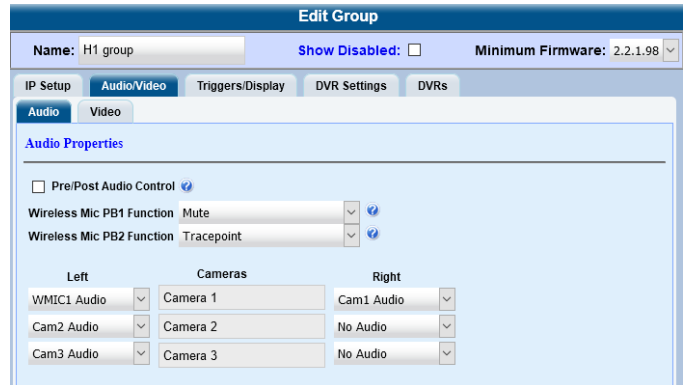 Edit Group
Name: H1 group Show Disabled: Minimum Firmware: 2.2.1.98
IP Setup Audio/Video Triggers/Display DVR Settings DVRs
Audio Video
Audio Properties
Pre/Post Audio Control ?
Wireless Mic PB1 Function Mute ?
Wireless Mic PB2 Function Tracepoint ?
Left Cameras Right
WMIC1 Audio Camera 1 Cam1 Audio
Cam2 Audio Camera 2 No Audio
Cam3 Audio Camera 3 No Audio